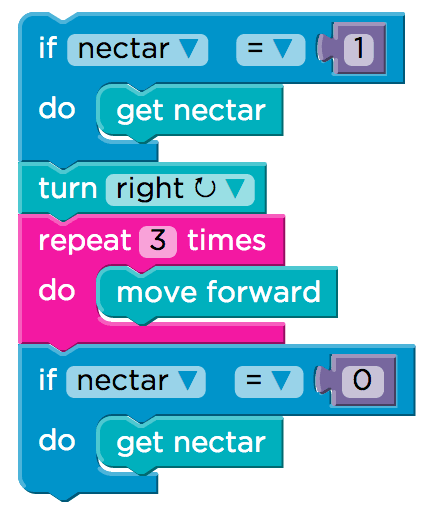 if nectar ▼ = ▼ 1
do get nectar
turn right ↻ ▼
repeat 3 times
do move forward
if nectar ▼ = ▼ 0
do get nectar